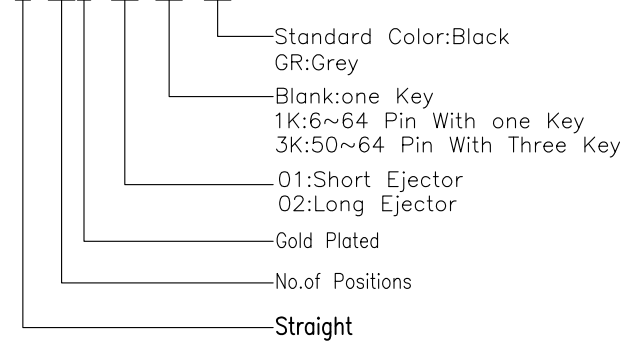 Standard Color:Black
GR:Grey
Blank:one Key
1K:6~64 Pin With one Key
3K:50~64 Pin With Three Key
01:Short Ejector
02:Long Ejector
Gold Plated
No.of Positions
Straight